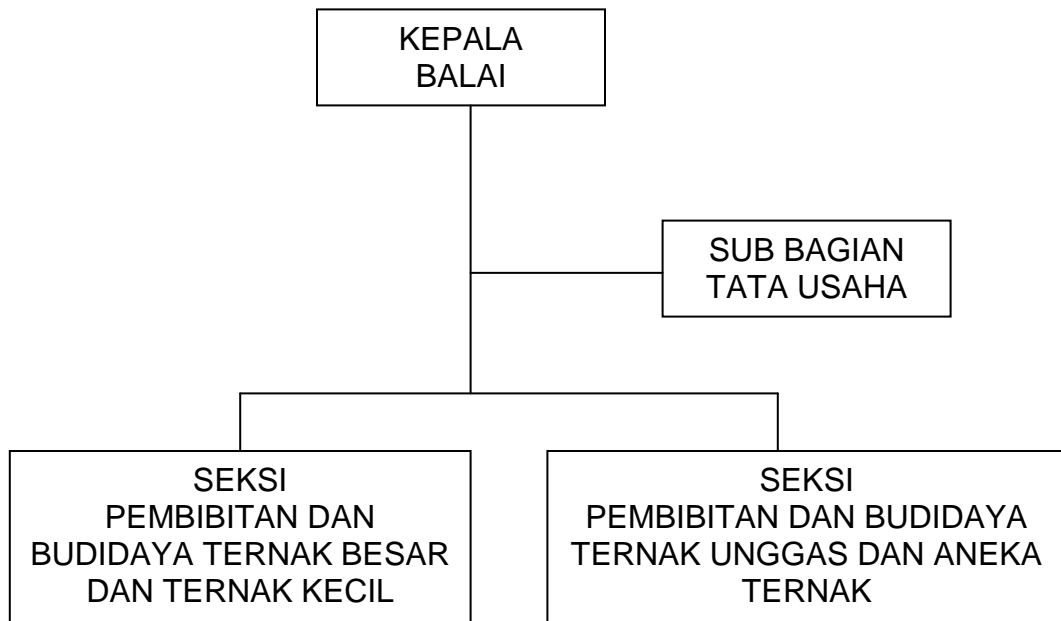 KEPALA
BALAI
SUB BAGIAN
TATA USAHA
SEKSI
PEMBIBITAN DAN
BUDIDAYA TERNAK BESAR
DAN TERNAK KECIL
SEKSI
PEMBIBITAN DAN BUDIDAYA
TERNAK UNGGAS DAN ANEKA
TERNAK